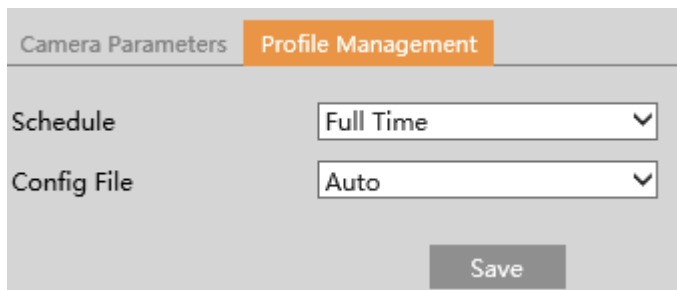 Camera Parameters Profile Management
Schedule Full Time
Config File Auto
Save